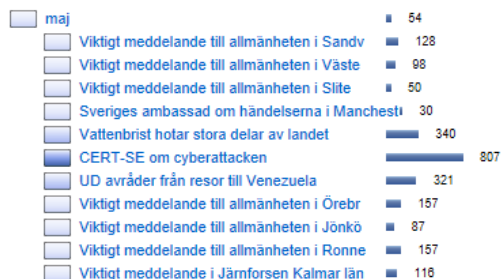 maj 54
Viktigt meddelande till allmänheten i Sandv 128
Viktigt meddelande till allmänheten i Väste 98
Viktigt meddelande till allmänheten i Slite 50
Sveriges ambassad om händelserna i Manchest 30
Vattenbrist hotar stora delar av landet 340
CERT-SE om cyberattacken 807
UD avråder från resor till Venezuela 321
Viktigt meddelande till allmänheten i Örebr 157
Viktigt meddelande till allmänheten i Jönkö 87
Viktigt meddelande till allmänheten i Ronne 157
Viktigt meddelande i Järnforsen Kalmar län 116